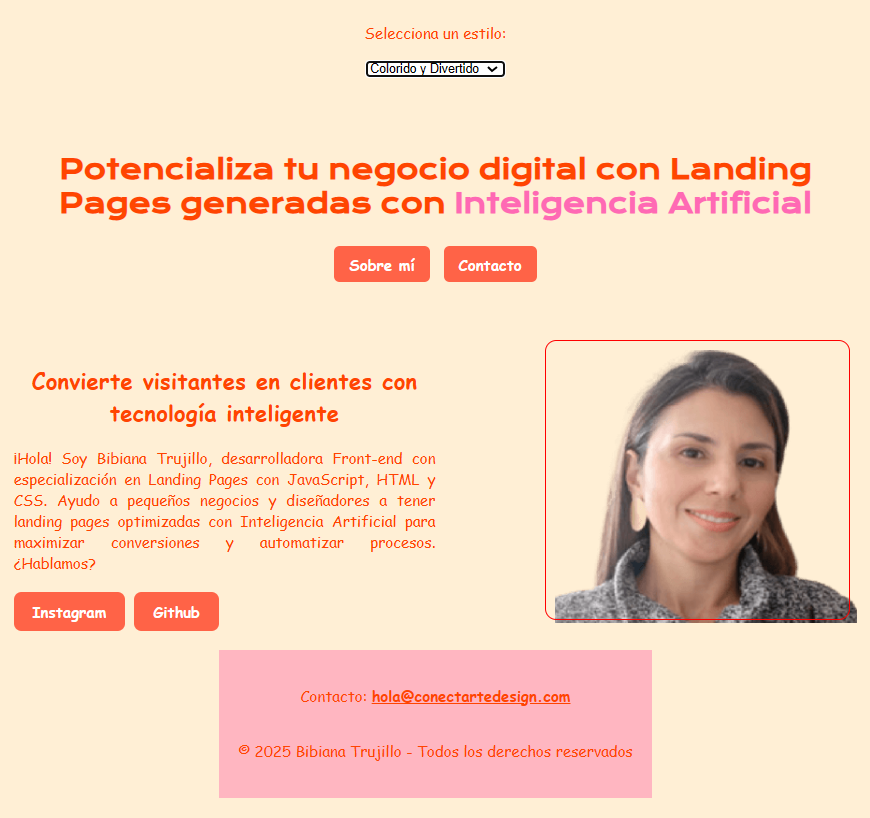 Selecciona un estilo:
Colorido y Divertido
Potencializa tu negocio digital con Landing
Pages generadas con Inteligencia Artificial
Sobre mí
Contacto
Convierte visitantes en clientes con
tecnología inteligente
¡Hola! Soy Bibiana Trujillo, desarrolladora Front-end con
especialización en Landing Pages con JavaScript, HTML y
CSS. Ayudo a pequeños negocios y diseñadores a tener
landing pages optimizadas con Inteligencia Artificial para
maximizar conversiones y automatizar procesos.
¿Hablamos?
Instagram
Github
Contacto: hola@conectartedesign.com
© 2025 Bibiana Trujillo - Todos los derechos reservados